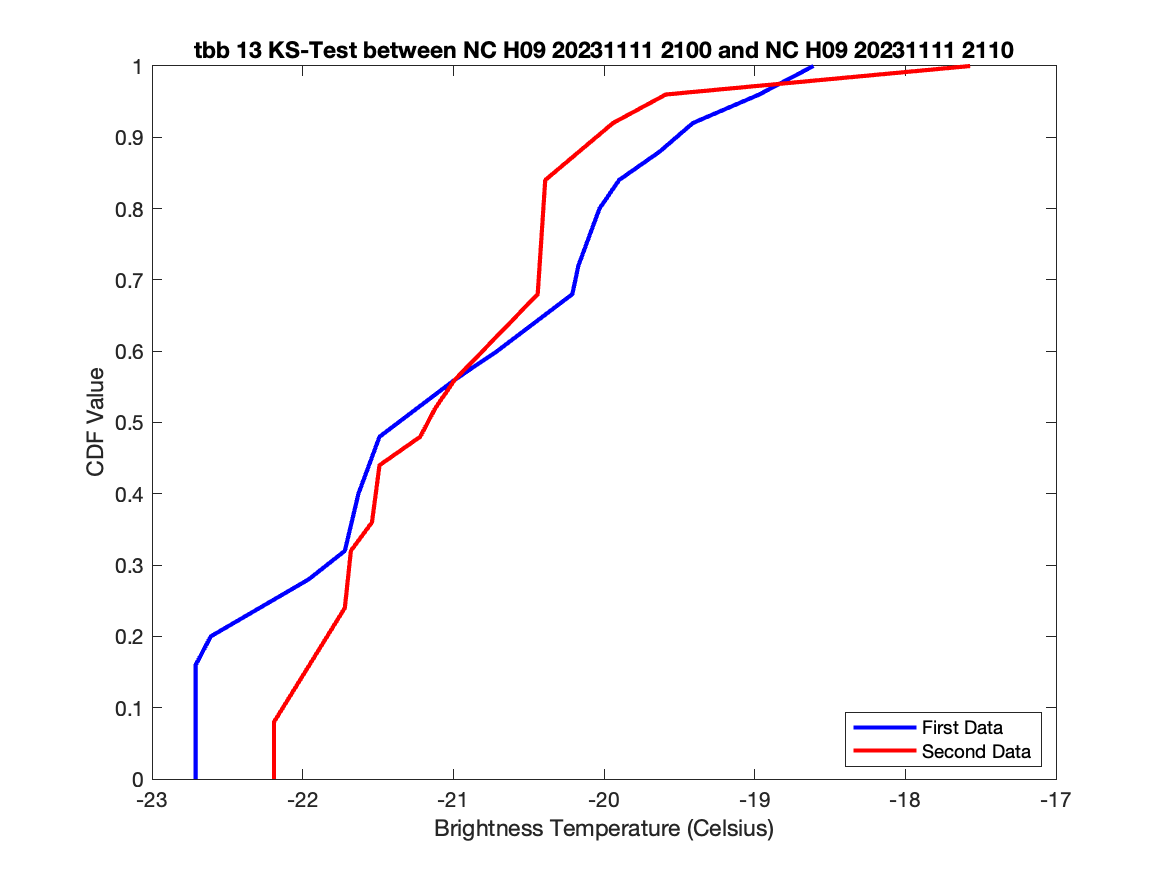 tbb 13 KS-Test between NC H09 20231111 2100 and NC H09 20231111 2110
1
0.9
0.8
0.7
0.6
0.5
0.4
0.3
0.2
0.1
0
CDF Value
First Data
Second Data
-23 -22 -21 -20 -19 -18 -17
Brightness Temperature (Celsius)